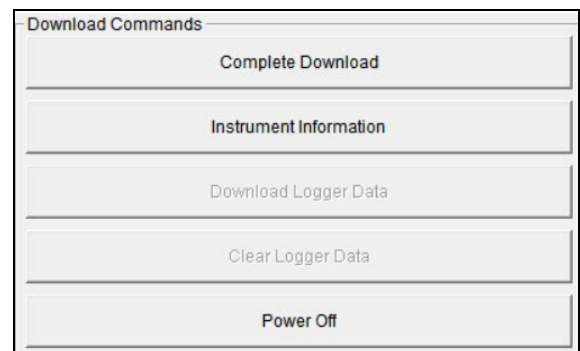 Download Commands
Complete Download
Instrument Information
Download Logger Data
Clear Logger Data
Power Off